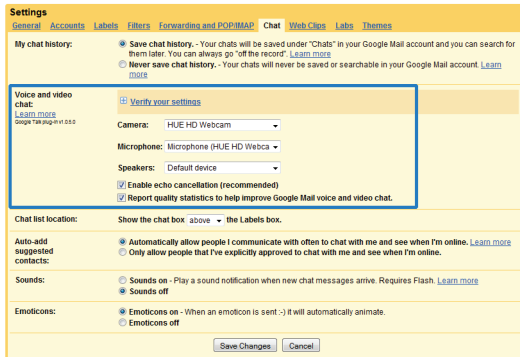 Settings
General Accounts Labels Filters Forwarding and POP/IMAP Chat Web Clips Labs Themes
My chat history:
Save chat history. - Your chats will be saved under "Chats" in your Google Mail account and you can search for
them later. You can always go "off the record". Learn more
Never save chat history. - Your chats will never be saved or searchable in your Google Mail account. Learn
more
Voice and video
chat:
Learn more
Google Talk plug-in v1.0.5.0
Verify your settings
Camera: HUE HD Webcam
Microphone: Microphone (HUE HD Webca
Speakers: Default device
Enable echo cancellation (recommended)
Report quality statistics to help improve Google Mail voice and video chat.
Chat list location: Show the chat box above the Labels box.
Auto-add
suggested
contacts:
Automatically allow people I communicate with often to chat with me and see when I'm online. Learn more
Only allow people that I've explicitly approved to chat with me and see when I'm online.
Sounds:
Sounds on - Play a sound notification when new chat messages arrive. Requires Flash. Learn more
Sounds off
Emoticons:
Emoticons on - When an emoticon is sent :-) it will automatically animate.
Emoticons off
Save Changes Cancel